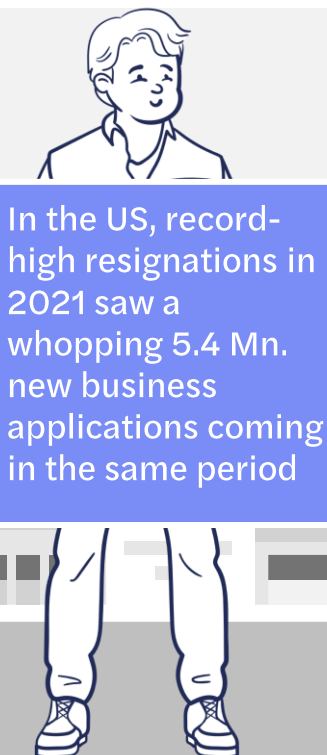 In the US, record-
high resignations in
2021 saw a
whopping 5.4 Mn.
new business
applications coming
in the same period